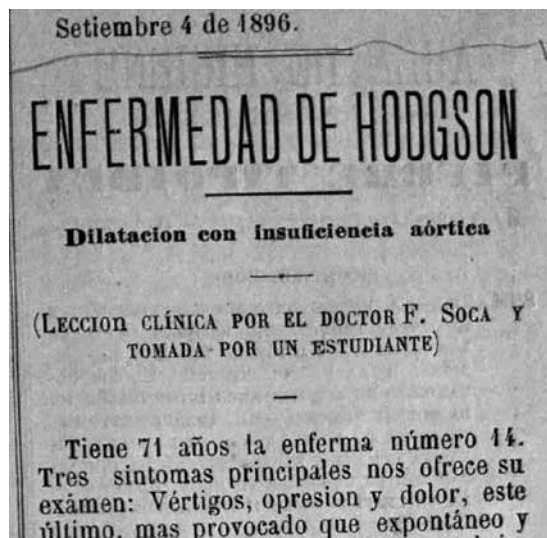 Setiembre 4 de 1896.
ENFERMEDAD DE HODGSON
Dilatacion con insuficiencia aórtica
(LECCION CLÍNICA POR EL DOCTOR F. SOCA Y
TOMADA POR UN ESTUDIANTE)
Tiene 71 años la enferma número 14.
Tres sintomas principales nos ofrece su
exámen: Vértigos, opresion y dolor, este
último, mas provocado que expontáneo y